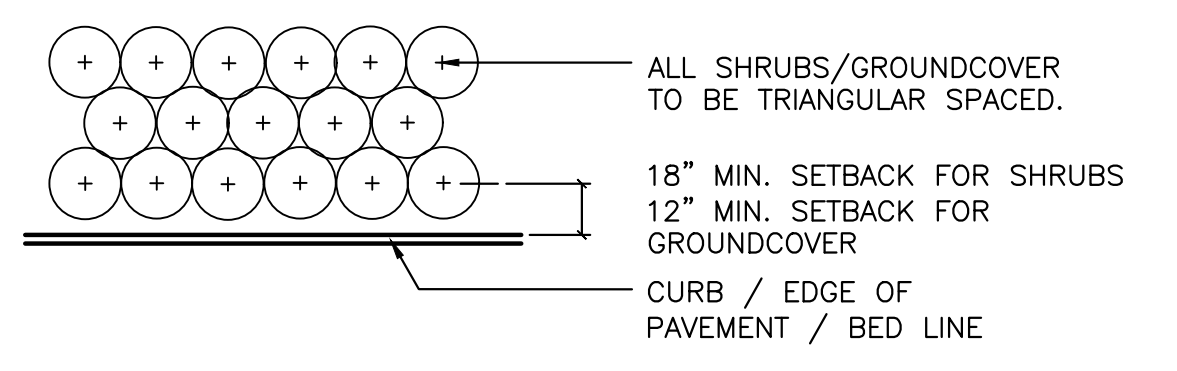 ALL SHRUBS/GROUNDCOVER
TO BE TRIANGULAR SPACED.
18" MIN. SETBACK FOR SHRUBS
12" MIN. SETBACK FOR
GROUNDCOVER
CURB / EDGE OF
PAVEMENT / BED LINE